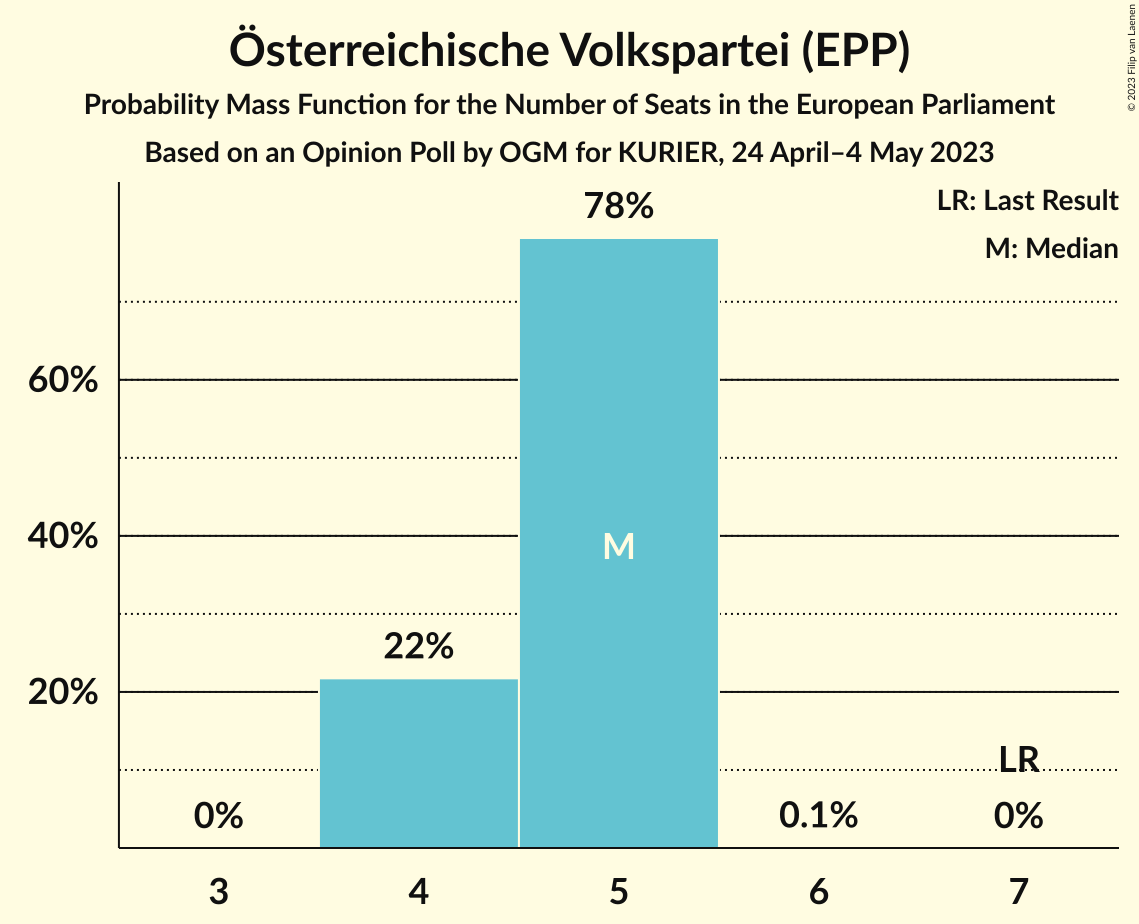 Österreichische Volkspartei (EPP)
Probability Mass Function for the Number of Seats in the European Parliament
Based on an Opinion Poll by OGM for KURIER, 24 April–4 May 2023
© 2023 Filip van Laenen
LR: Last Result
M: Median
78%
60%
40%
M
22%
20%
LR
0%
0.1%
0%
3 4 5 6 7